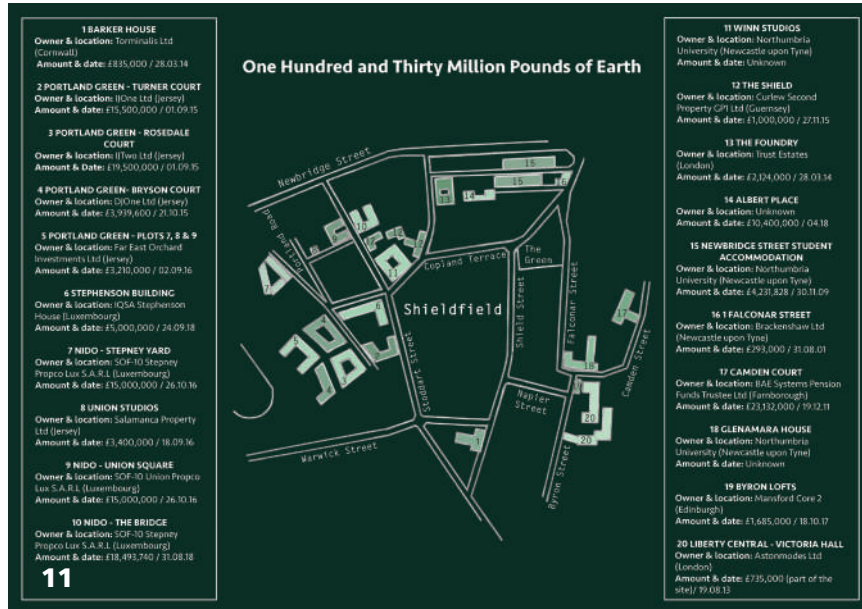 1 BARKER HOUSE
Owner & location: Torminalis Ltd
(Cornwall)
Amount & date: £835,000 / 28.03.14
2 PORTLAND GREEN - TURNER COURT
Owner & location: IJOne Ltd (Jersey)
Amount & date: £15,500,000 / 01.09.15
3 PORTLAND GREEN - ROSEDALE
COURT
Owner & location: IJTwo Ltd (Jersey)
Amount & date: £19,500,000 / 01.09.15
4 PORTLAND GREEN- BRYSON COURT
Owner & location: DJOne Ltd (Jersey)
Amount & date: £3,939,600 / 21.10.15
5 PORTLAND GREEN - PLOTS 7, 8 & 9
Owner & location: Far East Orchard
Investments Ltd (Jersey)
Amount & date: £3,210,000 / 02.09.16
6 STEPHENSON BUILDING
Owner & location: IQSA Stephenson
House (Luxembourg)
Amount & date: £5,000,000 / 24.09.18
7 NIDO - STEPNEY YARD
Owner & location: SOF-10 Stepney
Propco Lux S.A.R.L (Luxembourg)
Amount & date: £15,000,000 / 26.10.16
8 UNION STUDIOS
Owner & location: Salamanca Property
Ltd (Jersey)
Amount & date: £3,400,000 / 18.09.16
9 NIDO - UNION SQUARE
Owner & location: SOF-10 Union Propco
Lux S.A.R.L (Luxembourg)
Amount & date: £15,000,000 / 26.10.16
10 NIDO - THE BRIDGE
Owner & location: SOF-10 Stepney
Propco Lux S.A.R.L (Luxembourg)
Amount & date: £18,493,740 / 31.08.18
11
One Hundred and Thirty Million Pounds of Earth
Newbridge Street
Portland Road
Copland Terrace
The
Green
Shieldfield
Stoddart Street
Shield Street
Falconar Street
Camden Street
Napier
Street
Warwick Street
Byron Street
16
15
13
14
10
11
7
5
17
18
20
20
1
11 WINN STUDIOS
Owner & location: Northumbria
University (Newcastle upon Tyne)
Amount & date: Unknown
12 THE SHIELD
Owner & location: Curlew Second
Property GP1 Ltd (Guernsey)
Amount & date: £1,000,000 / 27.11.15
13 THE FOUNDRY
Owner & location: Trust Estates
(London)
Amount & date: £2,124,000 / 28.03.14
14 ALBERT PLACE
Owner & location: Unknown
Amount & date: £10,400,000 / 04.18
15 NEWBRIDGE STREET STUDENT
ACCOMMODATION
Owner & location: Northumbria
University (Newcastle upon Tyne)
Amount & date: £4,231,828 / 30.11.09
16 1 FALCONAR STREET
Owner & location: Brackenshaw Ltd
(Newcastle upon Tyne)
Amount & date: £293,000 / 31.08.01
17 CAMDEN COURT
Owner & location: BAE Systems Pension
Funds Trustee Ltd (Farnborough)
Amount & date: £23,132,000 / 19.12.11
18 GLENAMARA HOUSE
Owner & location: Northumbria
University (Newcastle upon Tyne)
Amount & date: Unknown
19 BYRON LOFTS
Owner & location: Mansford Core 2
(Edinburgh)
Amount & date: £1,685,000 / 18.10.17
20 LIBERTY CENTRAL - VICTORIA HALL
Owner & location: Astonmodes Ltd
(London)
Amount & date: £735,000 (part of the
site)/ 19.08.13